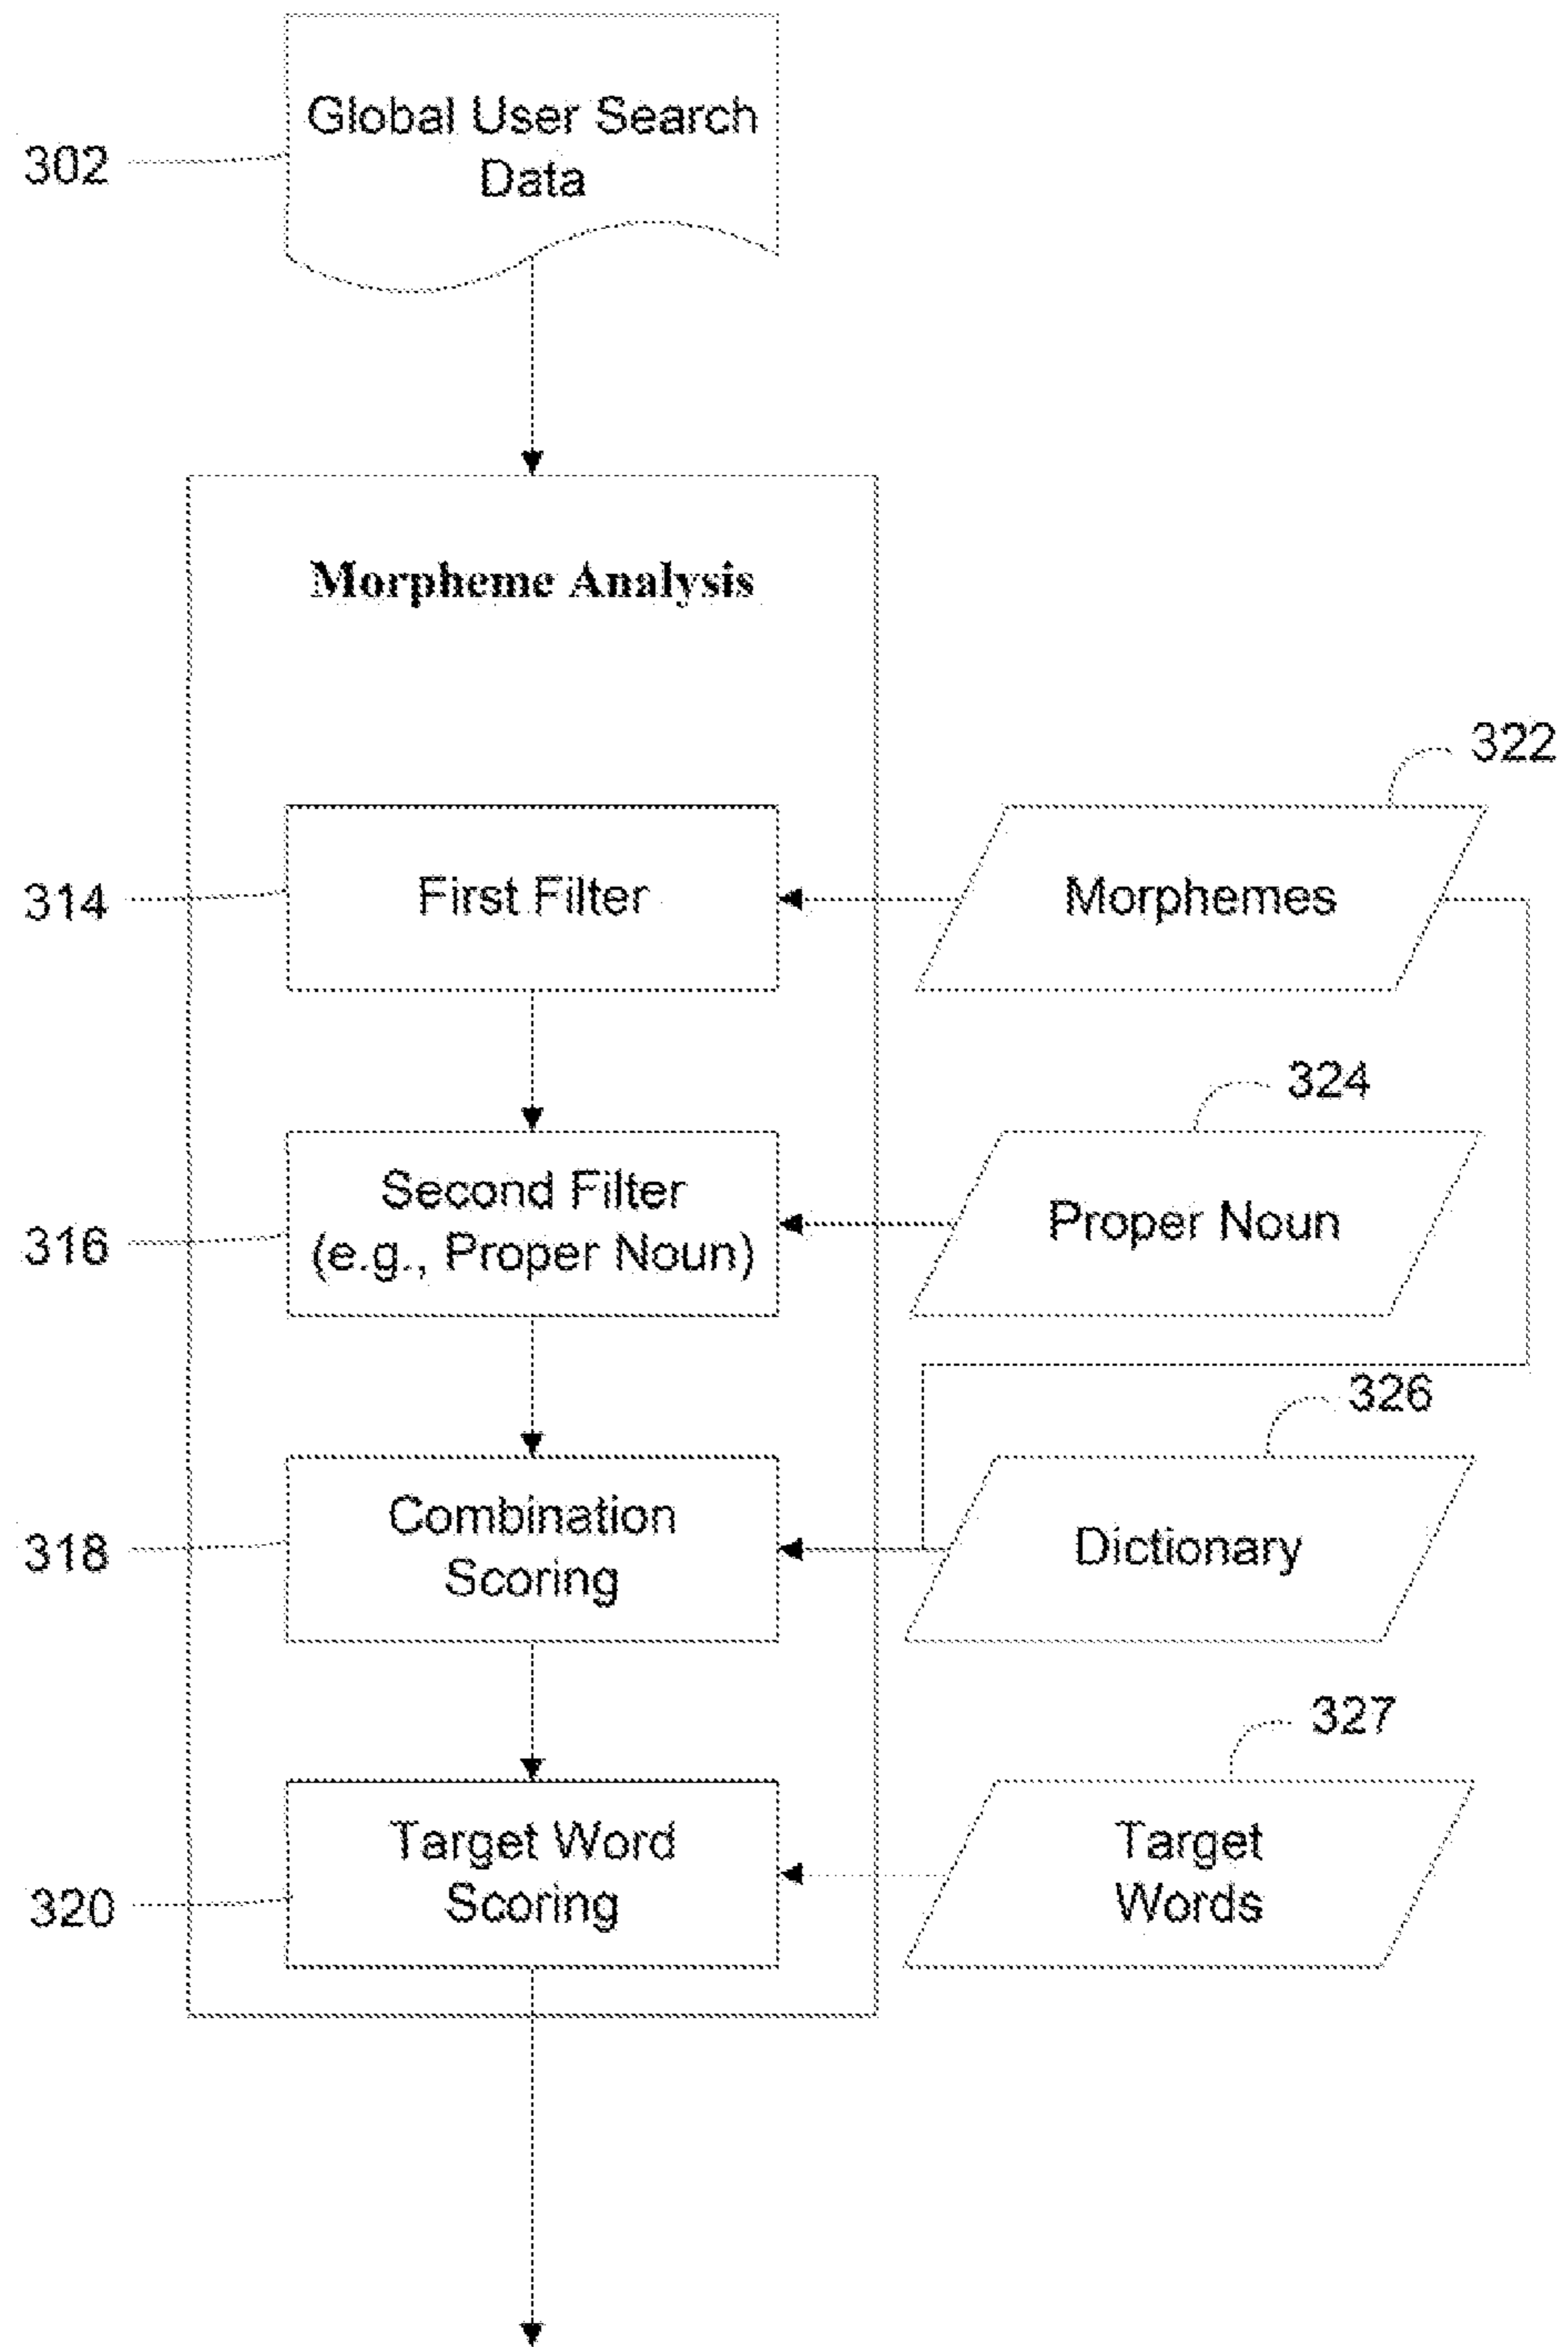 Global User Search
Data
302
Morpheme Analysis
322
314
First Filter
Morphemes
324
Second Filter
(e.g., Proper Noun)
316
Proper Noun
326
Combination
Scoring
318
Dictionary
327
Target Word
Scoring
320
Target
Words